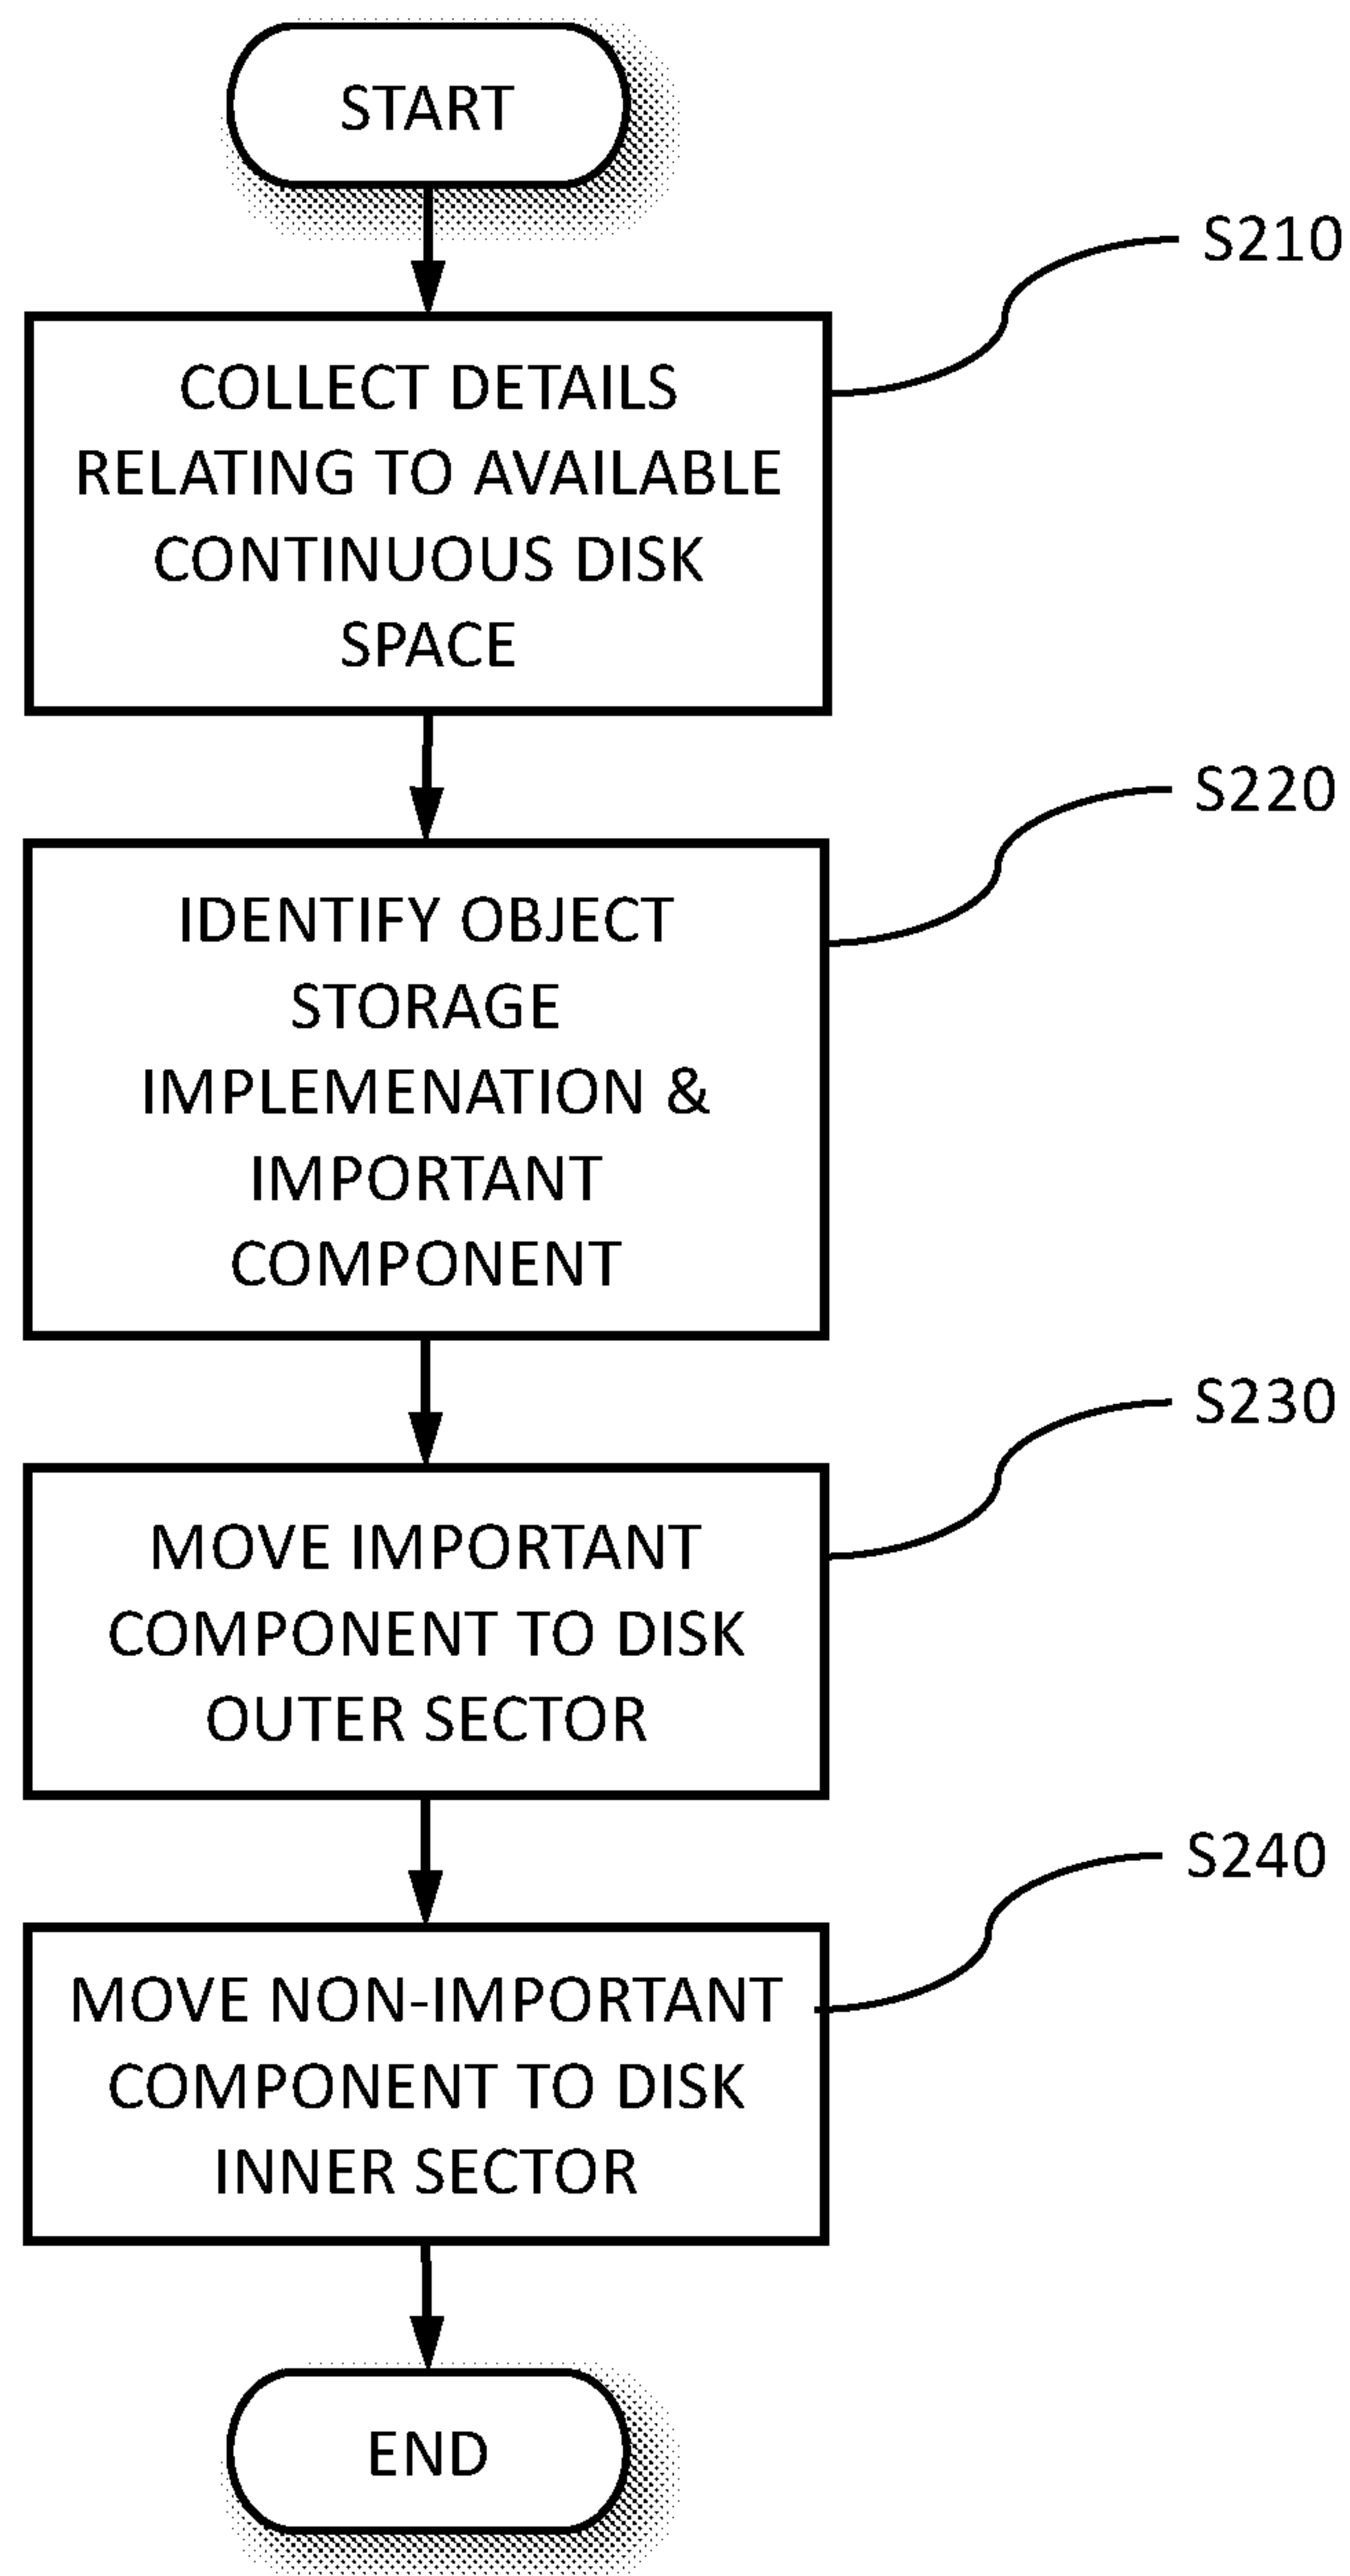 START
S210
COLLECT DETAILS
RELATING TO AVAILABLE
CONTINUOUS DISK
SPACE
S220
IDENTIFY OBJECT
STORAGE
IMPLEMENATION &
IMPORTANT
COMPONENT
S230
MOVE IMPORTANT
COMPONENT TO DISK
OUTER SECTOR
S240
MOVE NON-IMPORTANT
COMPONENT TO DISK
INNER SECTOR
END